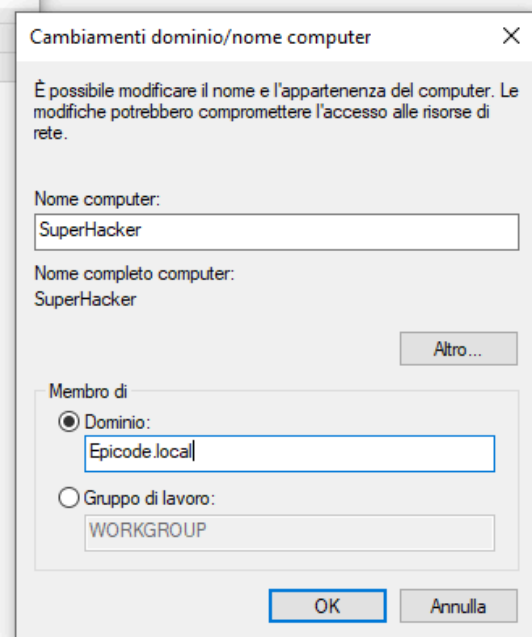 Cambiamenti dominio/nome computer
È possibile modificare il nome e l'appartenenza del computer. Le
modifiche potrebbero compromettere l'accesso alle risorse di
rete.
Nome computer:
SuperHacker
Nome completo computer:
SuperHacker
Altro...
Membro di
Dominio:
Epicode.local
Gruppo di lavoro:
WORKGROUP
OK
Annulla